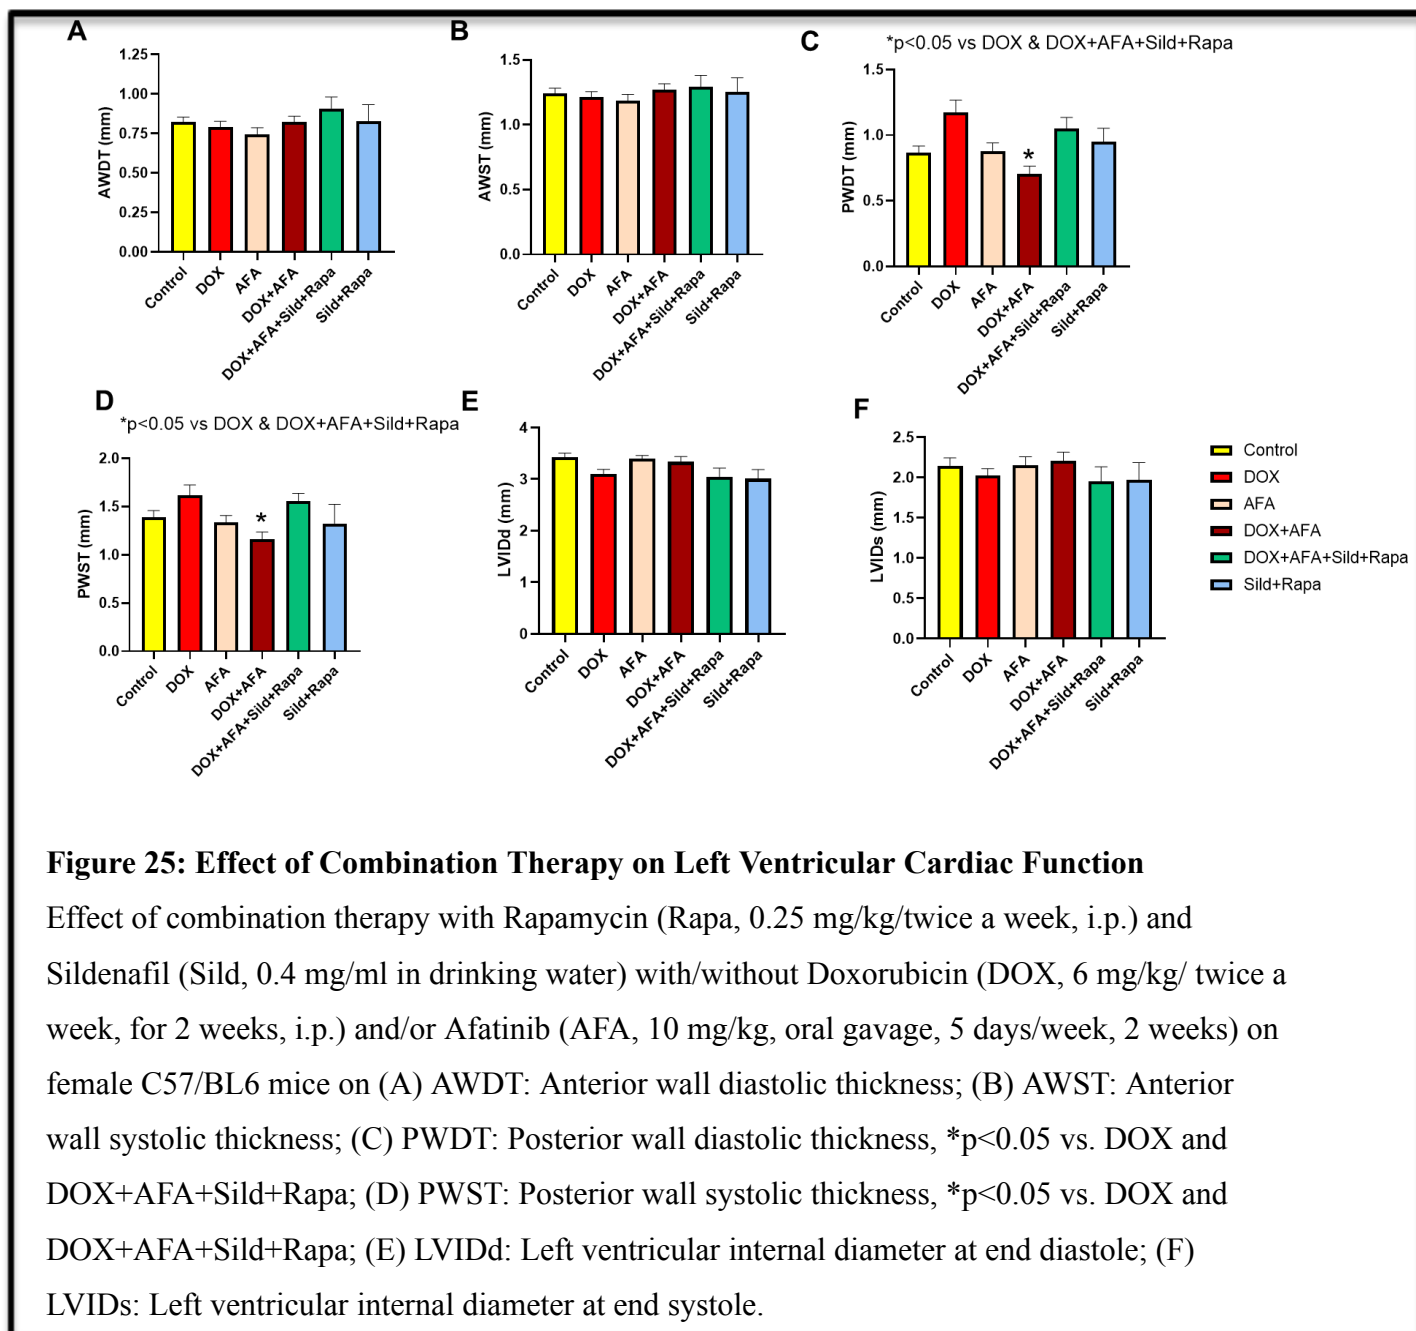 A
1.25
1.00
0.75
0.50
0.25
0.00
AWDT (mm)
Control
DOX
AFA
DOX+AFA
DOX+AFA+Sild+Rapa
Sild+Rapa
B
1.5
1.0
0.5
0.0
AWST (mm)
Control
DOX
AFA
DOX+AFA
DOX+AFA+Sild+Rapa
Sild+Rapa
C
*p<0.05 vs DOX & DOX+AFA+Sild+Rapa
1.5
1.0
0.5
0.0
PWDT (mm)
*
Control
DOX
AFA
DOX+AFA
DOX+AFA+Sild+Rapa
Sild+Rapa
D
*p<0.05 vs DOX & DOX+AFA+Sild+Rapa
2.0
1.5
1.0
0.5
0.0
PWST (mm)
*
Control
DOX
AFA
DOX+AFA
DOX+AFA+Sild+Rapa
Sild+Rapa
E
4
3
2
1
0
LVIDd (mm)
Control
DOX
AFA
DOX+AFA
DOX+AFA+Sild+Rapa
Sild+Rapa
F
2.5
2.0
1.5
1.0
0.5
0.0
LVIDs (mm)
Control
DOX
AFA
DOX+AFA
DOX+AFA+Sild+Rapa
Sild+Rapa
Control
DOX
AFA
DOX+AFA
DOX+AFA+Sild+Rapa
Sild+Rapa
Figure 25: Effect of Combination Therapy on Left Ventricular Cardiac Function
Effect of combination therapy with Rapamycin (Rapa, 0.25 mg/kg/twice a week, i.p.) and
Sildenafil (Sild, 0.4 mg/ml in drinking water) with/without Doxorubicin (DOX, 6 mg/kg/ twice a
week, for 2 weeks, i.p.) and/or Afatinib (AFA, 10 mg/kg, oral gavage, 5 days/week, 2 weeks) on
female C57/BL6 mice on (A) AWDT: Anterior wall diastolic thickness; (B) AWST: Anterior
wall systolic thickness; (C) PWDT: Posterior wall diastolic thickness, *p<0.05 vs. DOX and
DOX+AFA+Sild+Rapa; (D) PWST: Posterior wall systolic thickness, *p<0.05 vs. DOX and
DOX+AFA+Sild+Rapa; (E) LVIDd: Left ventricular internal diameter at end diastole; (F)
LVIDs: Left ventricular internal diameter at end systole.